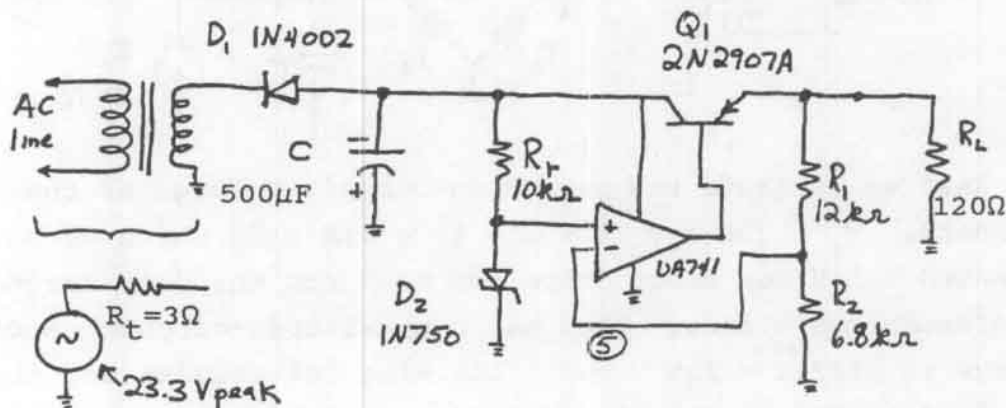 D1 1N4002
Q1
2N2907A
AC
line
C
500µF
Rr
10kΩ
+
−
UA741
R1
12kΩ
RL
120Ω
D2
1N750
R2
6.8kΩ
5
Rt=3Ω
~
23.3 Vpeak